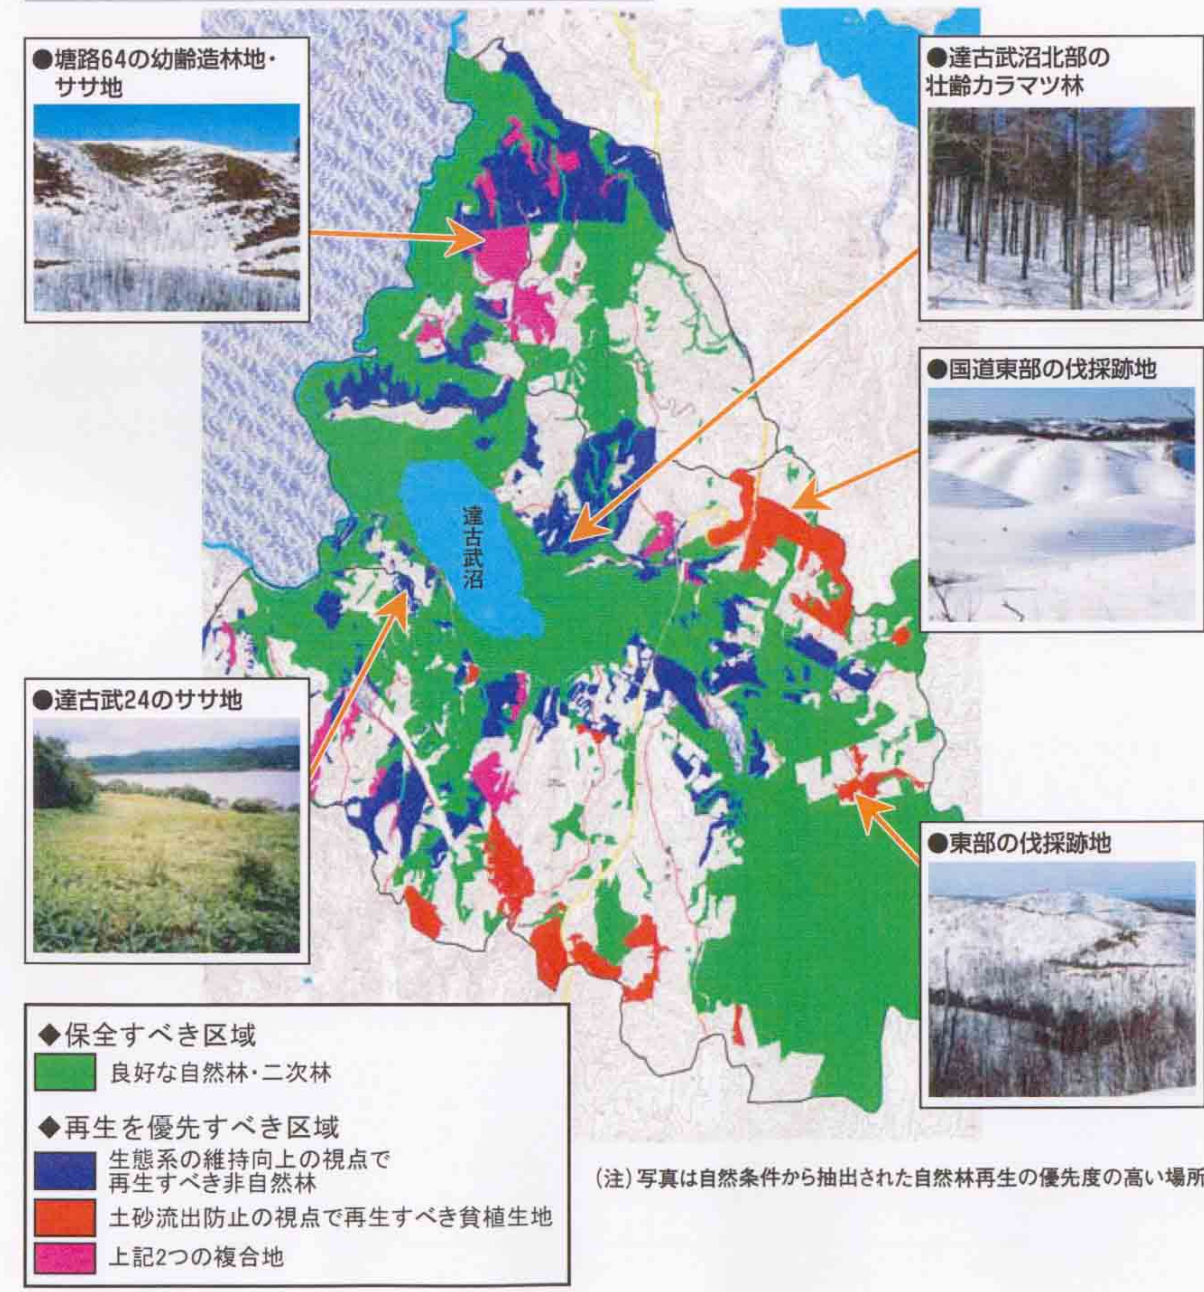 ●塘路64の幼齢造林地・
ササ地
●達古武沼北部の
壮齢カラマツ林
●国道東部の伐採跡地
達古武沼
●達古武24のササ地
●東部の伐採跡地
◆保全すべき区域
良好な自然林・二次林
◆再生を優先すべき区域
生態系の維持向上の視点で
再生すべき非自然林
土砂流出防止の視点で再生すべき貧植生地
上記2つの複合地
(注)写真は自然条件から抽出された自然林再生の優先度の高い場所